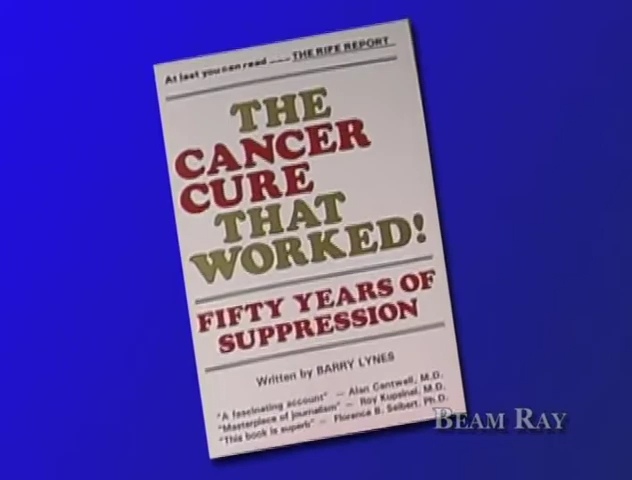 At last you can read ___ THE RIFE REPORT
THE
CANCER
CURE
THAT
WORKED!
FIFTY YEARS OF
SUPPRESSION
Written by BARRY LYNES
"A fascinating account" — Alan Cantwell, M.D.
"Masterpiece of journalism" — Roy Kupsinel, M.D.
"This book is superb" — Florence B. Seibert, Ph.D.
BEAM RAY